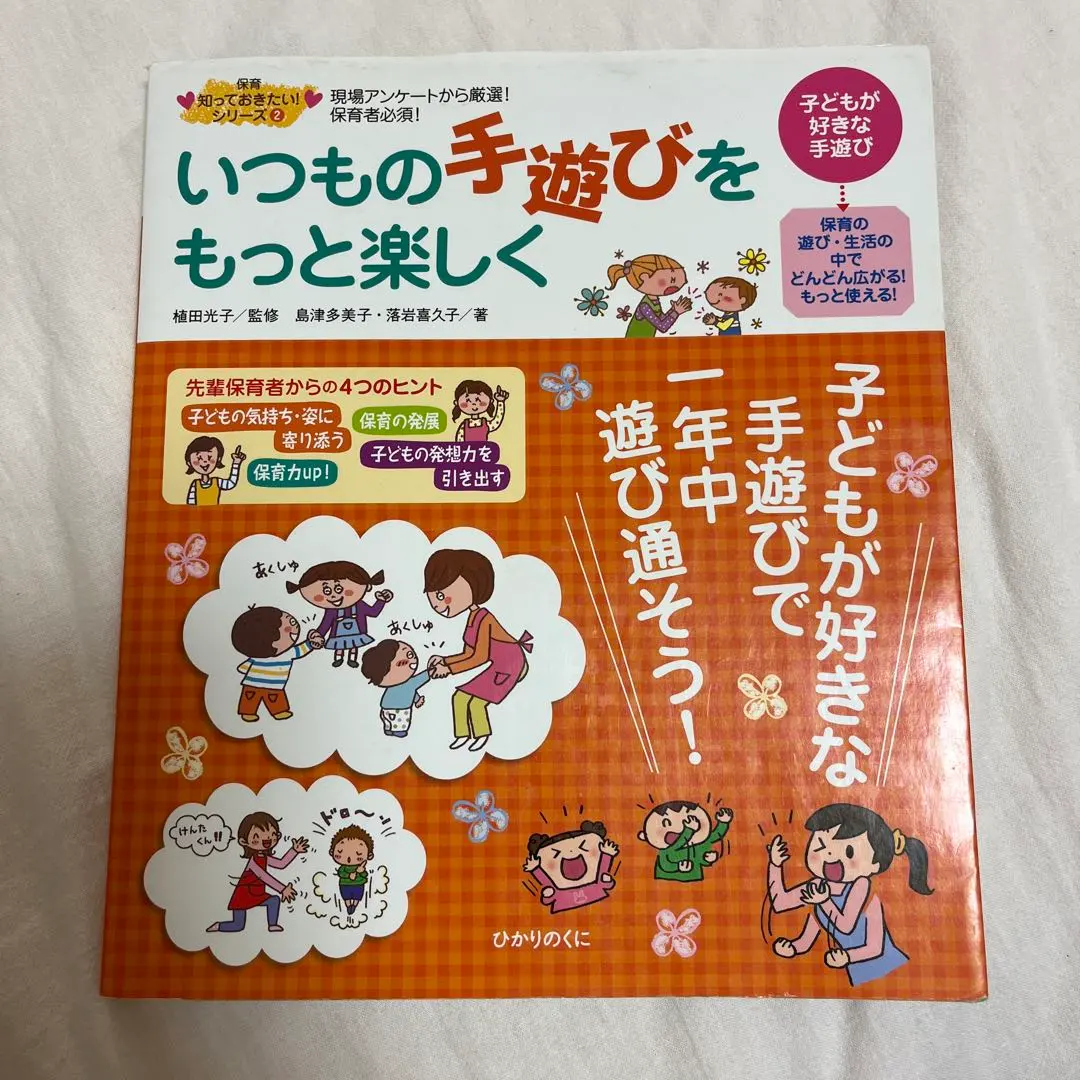 保育
知っておきたい!
シリーズ2
現場アンケートから厳選!
保育者必須!
いつもの手遊びを
もっと楽しく
植田光子/監修 島津多美子・落岩喜久子/著
子どもが
好きな
手遊び
保育の
遊び・生活の
中で
どんどん広がる!
もっと使える!
先輩保育者からの4つのヒント
子どもの気持ち・姿に
寄り添う
保育の発展
保育力up!
子どもの発想力を
引き出す
子どもが好きな
手遊びで
一年中
遊び通そう!
あくしゅ
あくしゅ
けんた
くん!!
ドロ〜ン
ひかりのくに